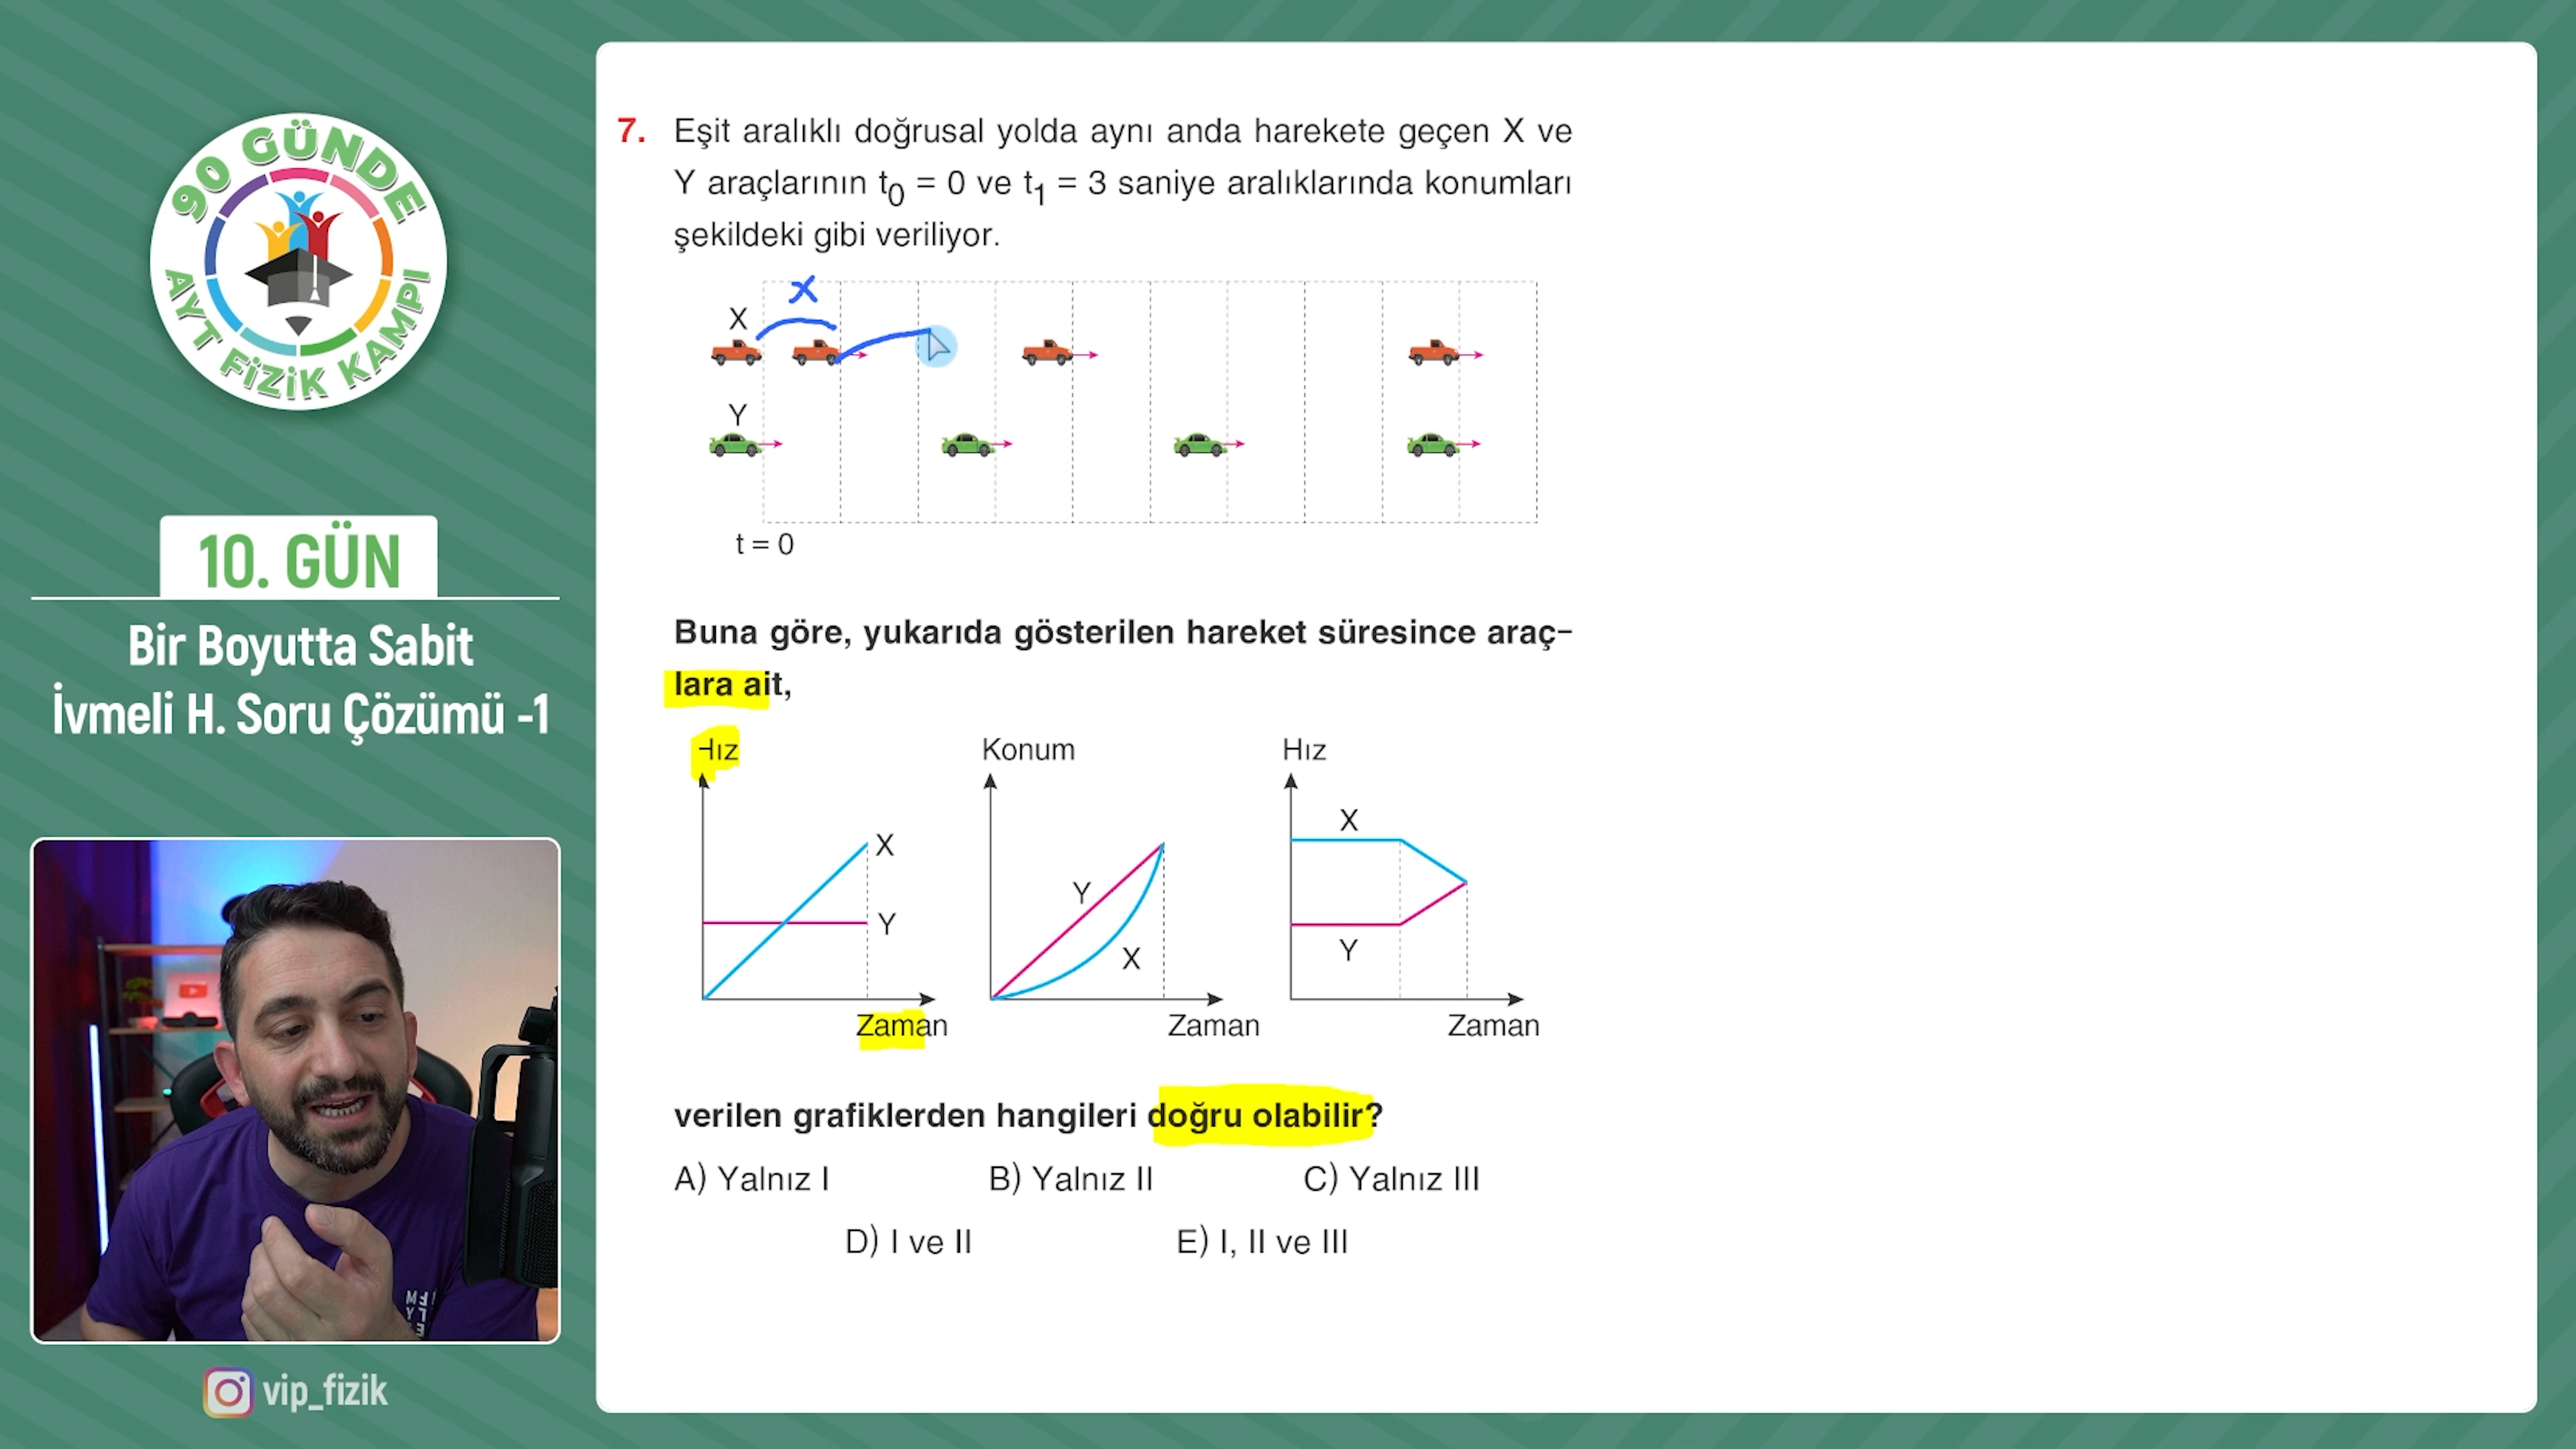 90 GÜNDE
AYT FİZİK KAMPI
10. GÜN
Bir Boyutta Sabit
İvmeli H. Soru Çözümü -1
vip_fizik
7. Eşit aralıklı doğrusal yolda aynı anda harekete geçen X ve
Y araçlarının t0 = 0 ve t1 = 3 saniye aralıklarında konumları
şekildeki gibi veriliyor.
x
X
Y
t = 0
Buna göre, yukarıda gösterilen hareket süresince araç-
lara ait,
Hız Konum Hız
X Y Zaman
Y X Zaman
X Y Zaman
verilen grafiklerden hangileri doğru olabilir?
A) Yalnız I B) Yalnız II C) Yalnız III
D) I ve II E) I, II ve III